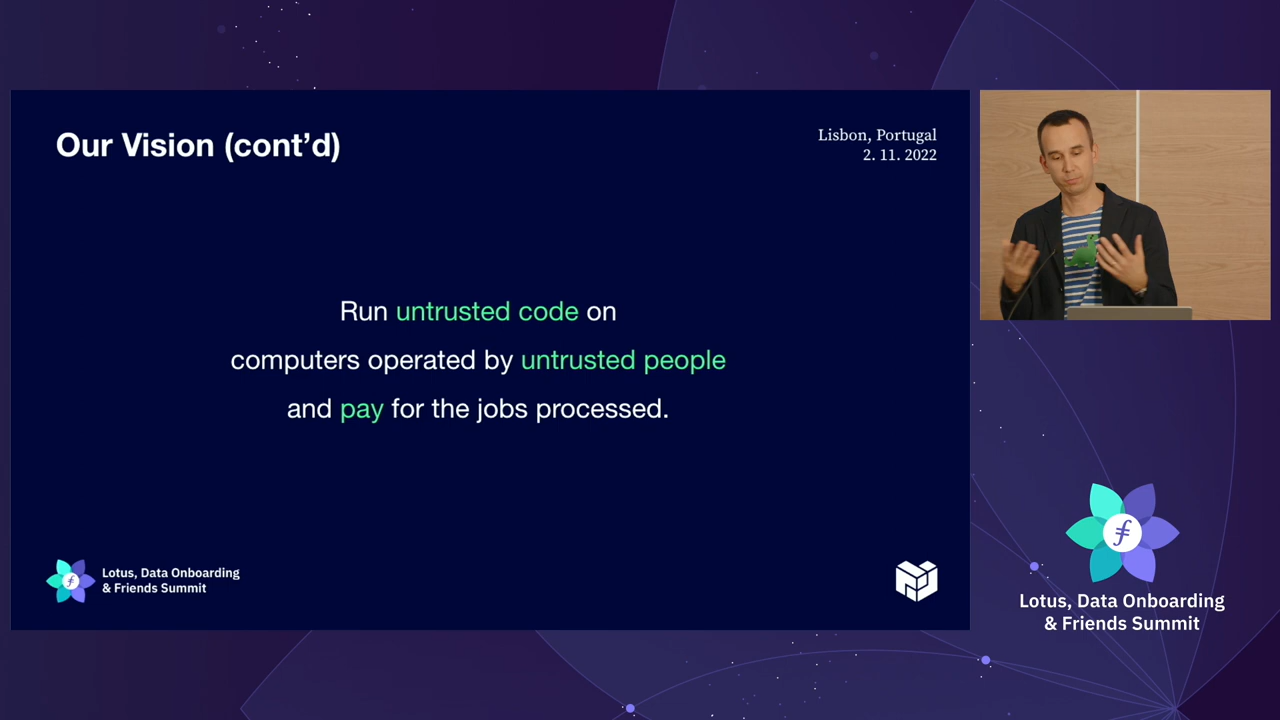 Our Vision (cont’d)
Lisbon, Portugal
2. 11. 2022
Run untrusted code on
computers operated by untrusted people
and pay for the jobs processed.
Lotus, Data Onboarding
& Friends Summit
Lotus, Data Onboarding
& Friends Summit